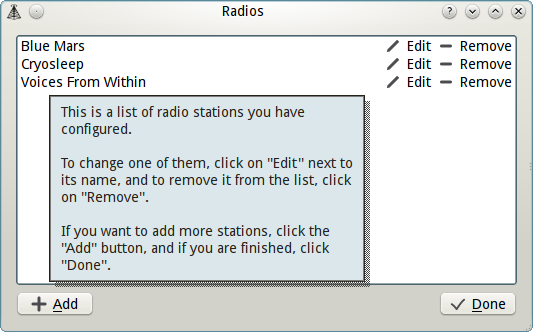 Radios
Blue Mars Edit Remove
Cryosleep Edit Remove
Voices From Within Edit Remove
This is a list of radio stations you have
configured.
To change one of them, click on "Edit" next to
its name, and to remove it from the list, click
on "Remove".
If you want to add more stations, click the
"Add" button, and if you are finished, click
"Done".
Add Done